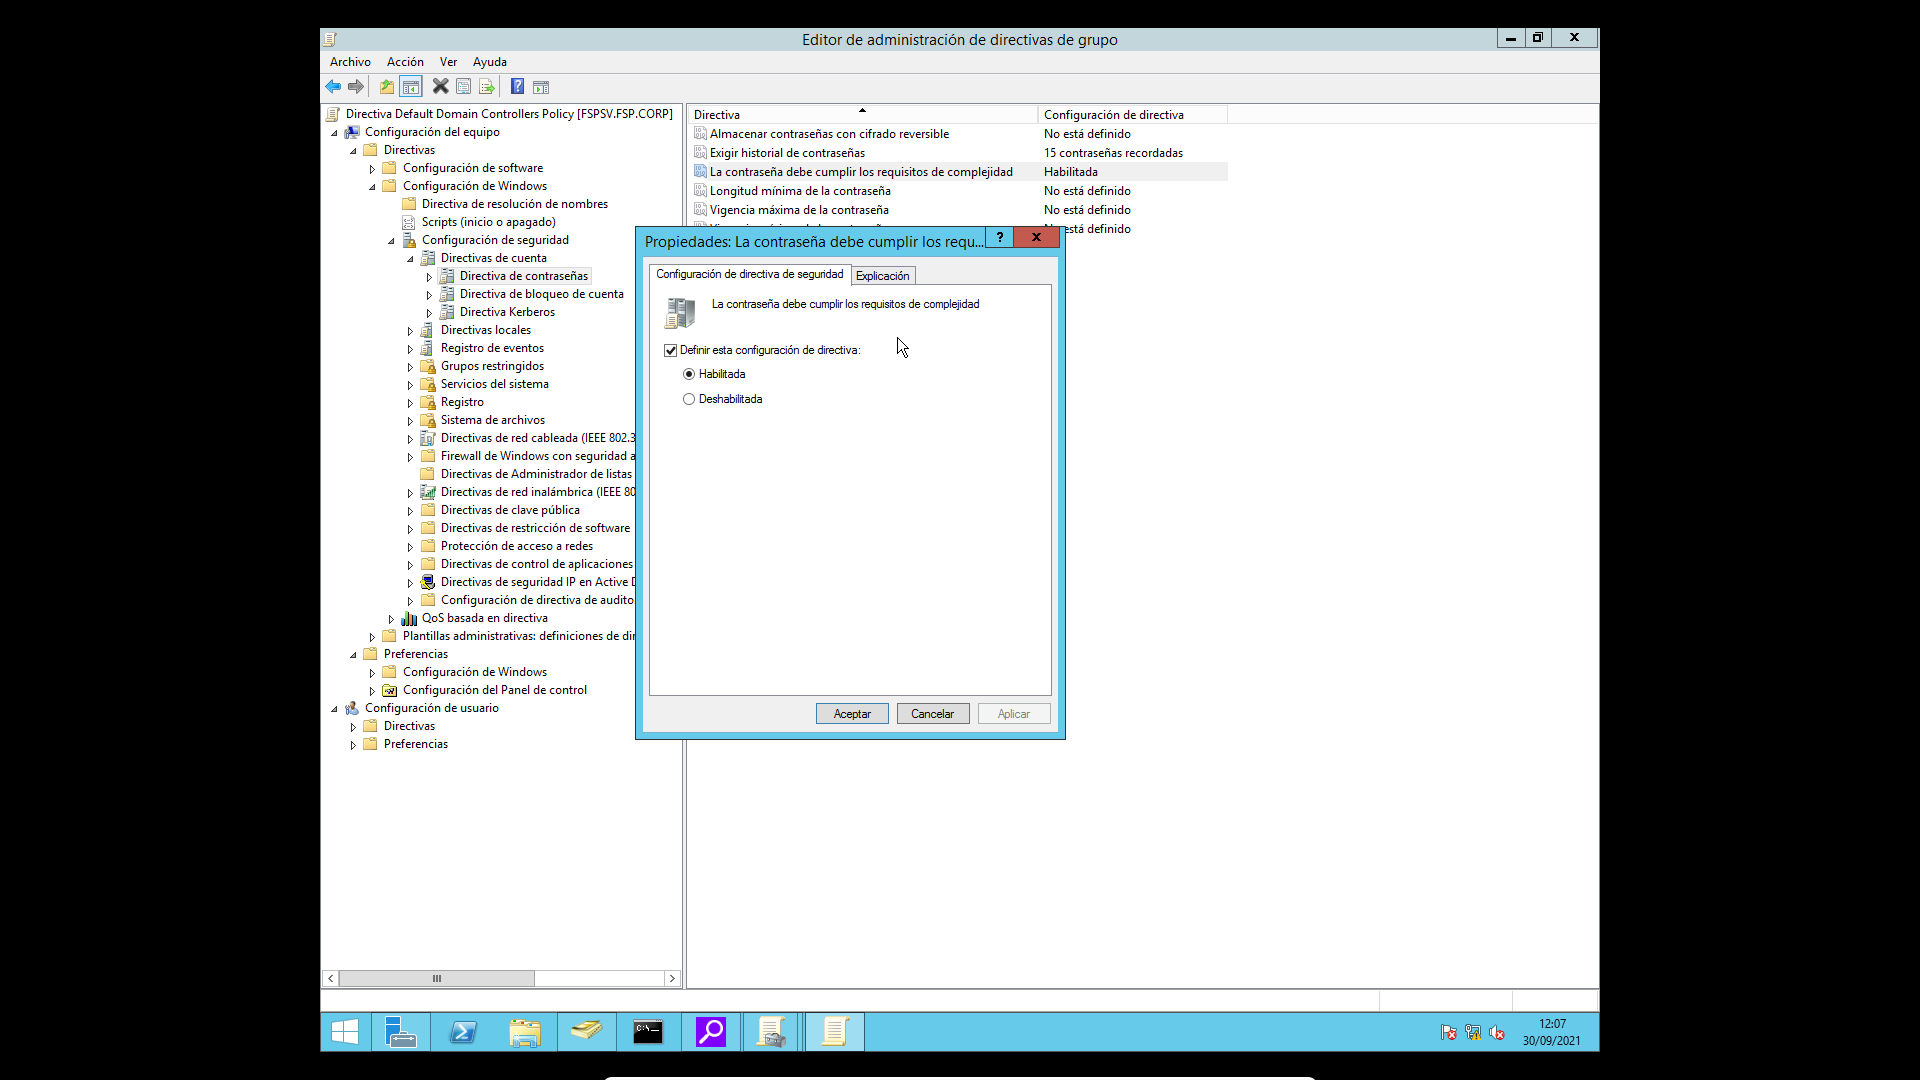 Editor de administración de directivas de grupo
Archivo Acción Ver Ayuda
Directiva Default Domain Controllers Policy [FSPSV.FSP.CORP]
Configuración del equipo
Directivas
Configuración de software
Configuración de Windows
Directiva de resolución de nombres
Scripts (inicio o apagado)
Configuración de seguridad
Directivas de cuenta
Directiva de contraseñas
Directiva de bloqueo de cuenta
Directiva Kerberos
Directivas locales
Registro de eventos
Grupos restringidos
Servicios del sistema
Registro
Sistema de archivos
Directivas de red cableada (IEEE 802.3
Firewall de Windows con seguridad a
Directivas de Administrador de listas
Directivas de red inalámbrica (IEEE 80
Directivas de clave pública
Directivas de restricción de software
Protección de acceso a redes
Directivas de control de aplicaciones
Directivas de seguridad IP en Active D
Configuración de directiva de audito
QoS basada en directiva
Plantillas administrativas: definiciones de dir
Preferencias
Configuración de Windows
Configuración del Panel de control
Configuración de usuario
Directivas
Preferencias
Directiva Configuración de directiva
Almacenar contraseñas con cifrado reversible No está definido
Exigir historial de contraseñas 15 contraseñas recordadas
La contraseña debe cumplir los requisitos de complejidad Habilitada
Longitud mínima de la contraseña No está definido
Vigencia máxima de la contraseña No está definido
está definido
Propiedades: La contraseña debe cumplir los requ... ? X
Configuración de directiva de seguridad Explicación
La contraseña debe cumplir los requisitos de complejidad
Definir esta configuración de directiva:
Habilitada
Deshabilitada
Aceptar Cancelar Aplicar
12:07
30/09/2021